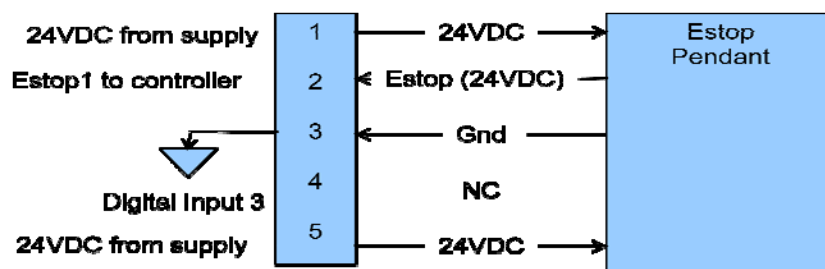 24VDC from supply 1 24VDC Estop
Pendant
Estop1 to controller 2 Estop (24VDC)
3 Gnd
Digital Input 3 4 NC
24VDC from supply 5 24VDC